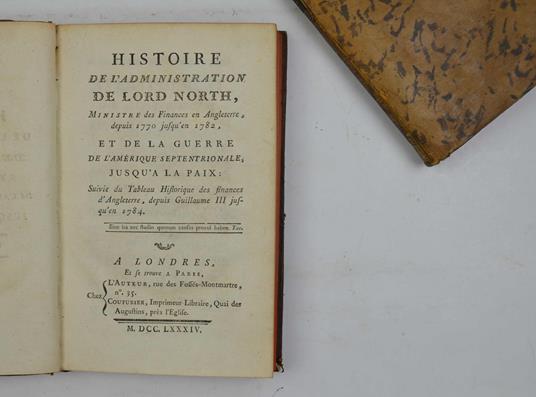 HISTOIRE
DE L'ADMINISTRATION
DE LORD NORTH,
MINISTRE des Finances en Angleterre,
depuis 1770 jusqu'en 1782,
ET DE LA GUERRE
DE L'AMÉRIQUE SEPTENTRIONALE,
JUSQU'A LA PAIX:
Suivie du Tableau Historique des finances
d'Angleterre, depuis Guillaume III jus-
qu'en 1784.
Sine ira nec studio quorum causas procul habeo. TAC.
A LONDRES,
Et se trouve A PARIS,
Chez
L'AUTEUR, rue des Fossés-Montmartre,
n°. 35.
COUTURIER, Imprimeur Libraire, Quai des
Augustins, près l'Eglise.
M. DCC. LXXXIV.